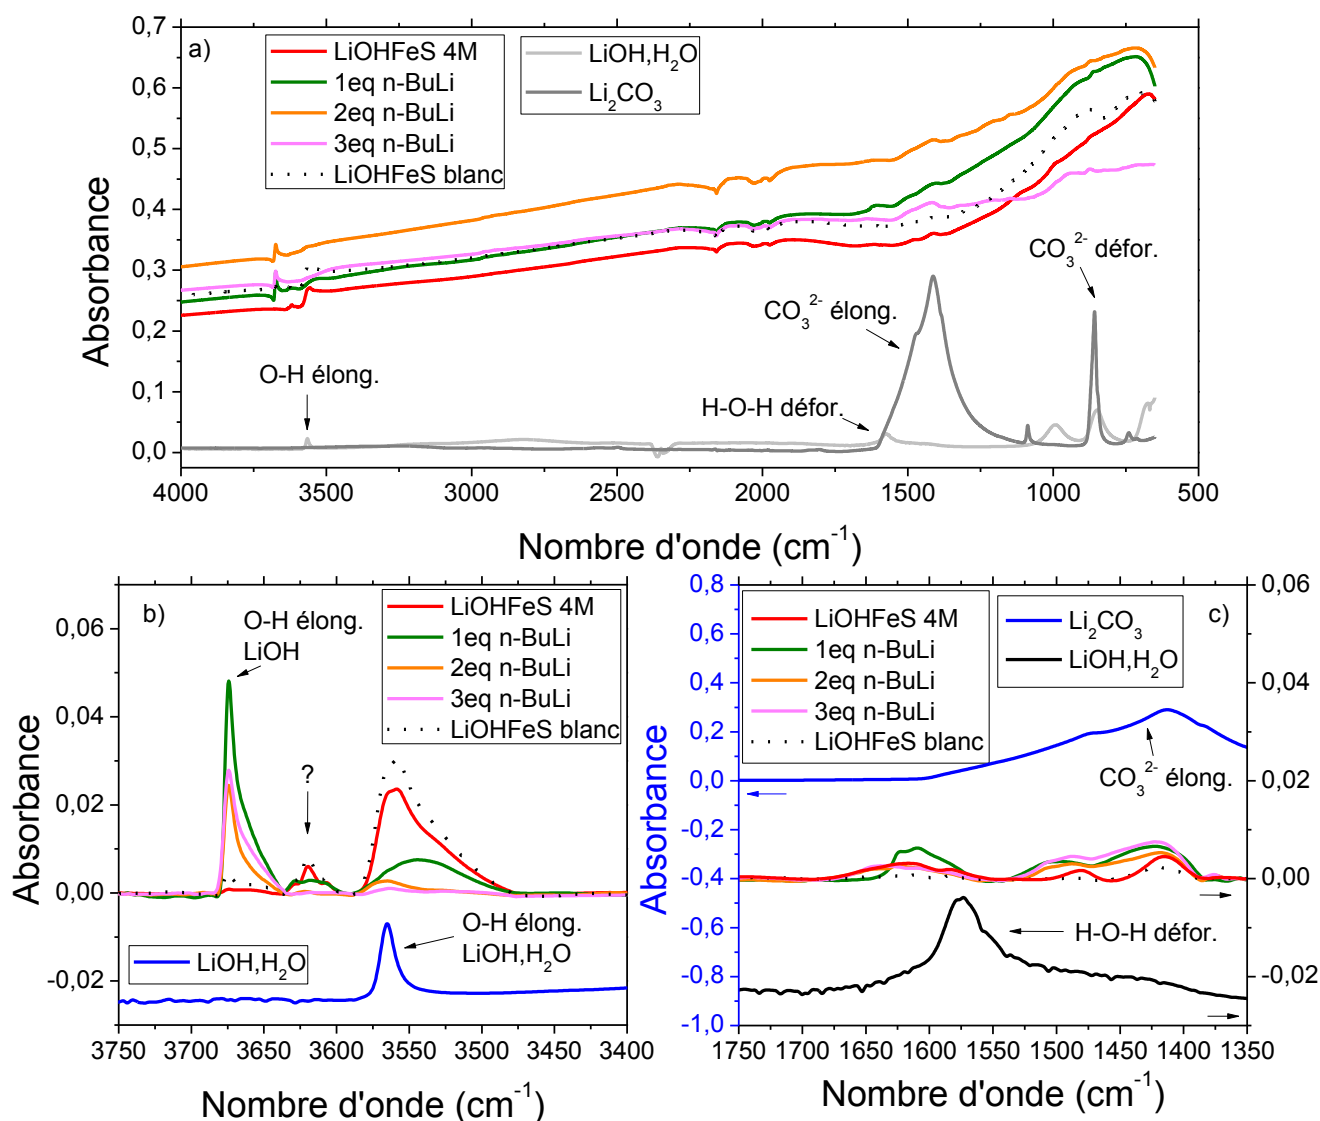 a)
LiOHFeS 4M
1eq n-BuLi
2eq n-BuLi
3eq n-BuLi
LiOHFeS blanc
LiOH,H₂O
Li₂CO₃
0,7
0,6
0,5
0,4
0,3
0,2
0,1
0,0
Absorbance
O-H élong.
CO₃²⁻ élong.
H-O-H défor.
CO₃²⁻ défor.
4000 3500 3000 2500 2000 1500 1000 500
Nombre d'onde (cm⁻¹)
b)
O-H élong.
LiOH
?
LiOHFeS 4M
1eq n-BuLi
2eq n-BuLi
3eq n-BuLi
LiOHFeS blanc
0,06
0,04
0,02
0,00
-0,02
Absorbance
LiOH,H₂O
O-H élong.
LiOH,H₂O
3750 3700 3650 3600 3550 3500 3450 3400
Nombre d'onde (cm⁻¹)
c)
LiOHFeS 4M
1eq n-BuLi
2eq n-BuLi
3eq n-BuLi
LiOHFeS blanc
Li₂CO₃
LiOH,H₂O
0,8
0,6
0,4
0,2
0,0
-0,2
-0,4
-0,6
-0,8
-1,0
Absorbance
0,06
0,04
0,02
0,00
-0,02
CO₃²⁻ élong.
H-O-H défor.
1750 1700 1650 1600 1550 1500 1450 1400 1350
Nombre d'onde (cm⁻¹)